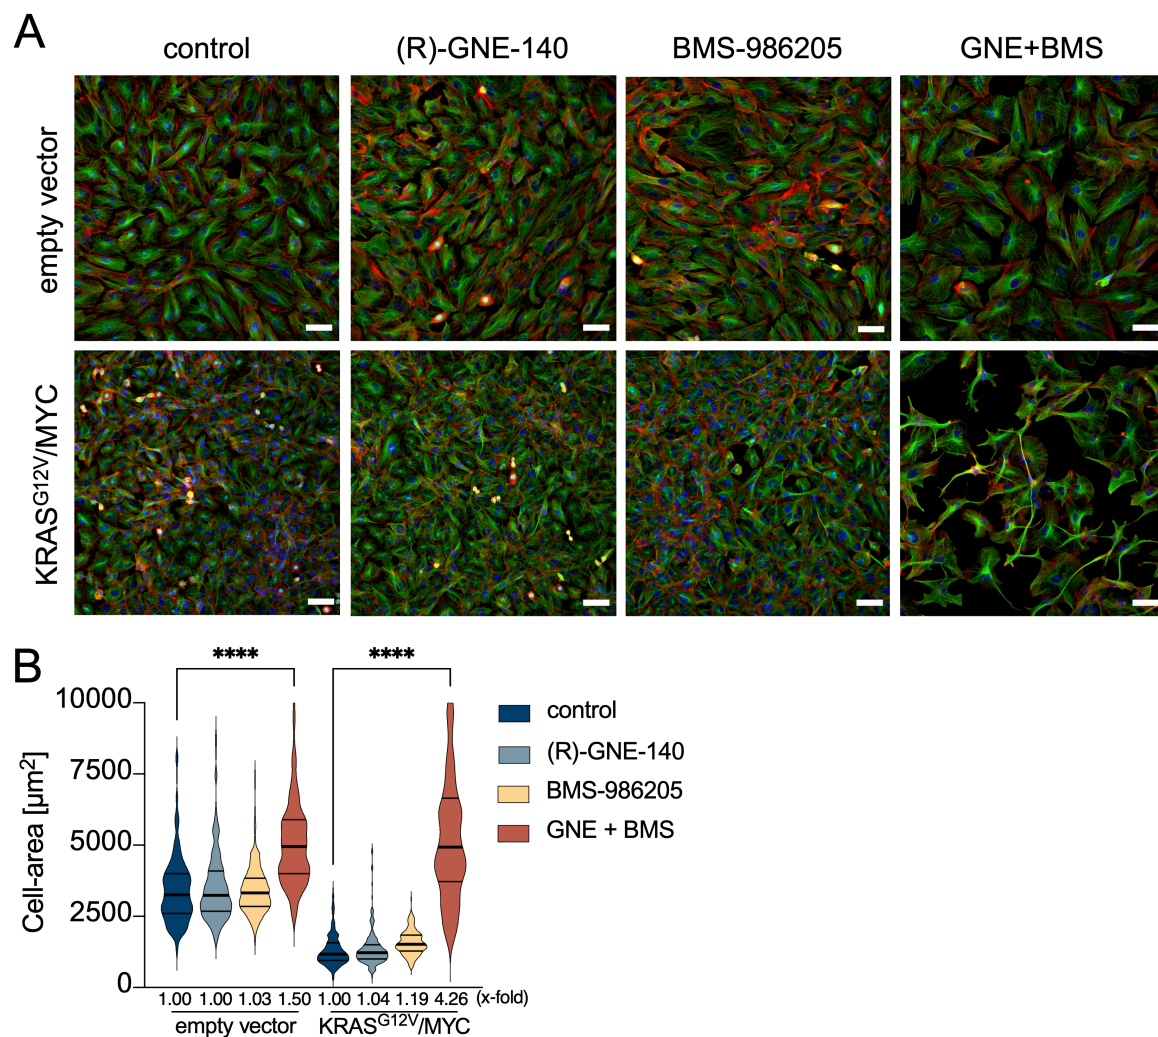 A
control (R)-GNE-140 BMS-986205 GNE+BMS
empty vector
KRASG12V/MYC
B
**** ****
10000
7500
5000
2500
0
Cell-area [µm2]
control
(R)-GNE-140
BMS-986205
GNE + BMS
1.00 1.00 1.03 1.50 1.00 1.04 1.19 4.26 (x-fold)
empty vector KRASG12V/MYC